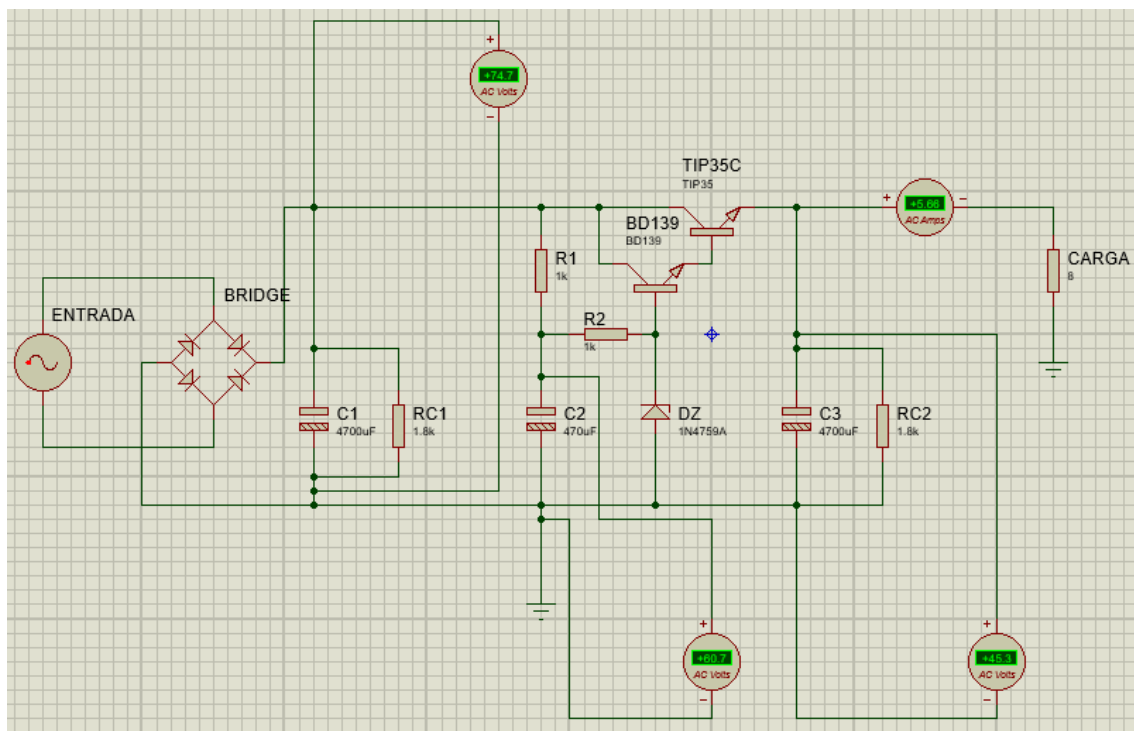 +
+74.7
AC Volts
−
TIP35C
TIP35
BD139
BD139
+
+5.66
AC Amps
−
R1
1k
CARGA
8
BRIDGE
ENTRADA
R2
1k
C1
4700uF
RC1
1.8k
C2
470uF
DZ
1N4759A
C3
4700uF
RC2
1.8k
+
+60.7
AC Volts
−
+
+45.3
AC Volts
−